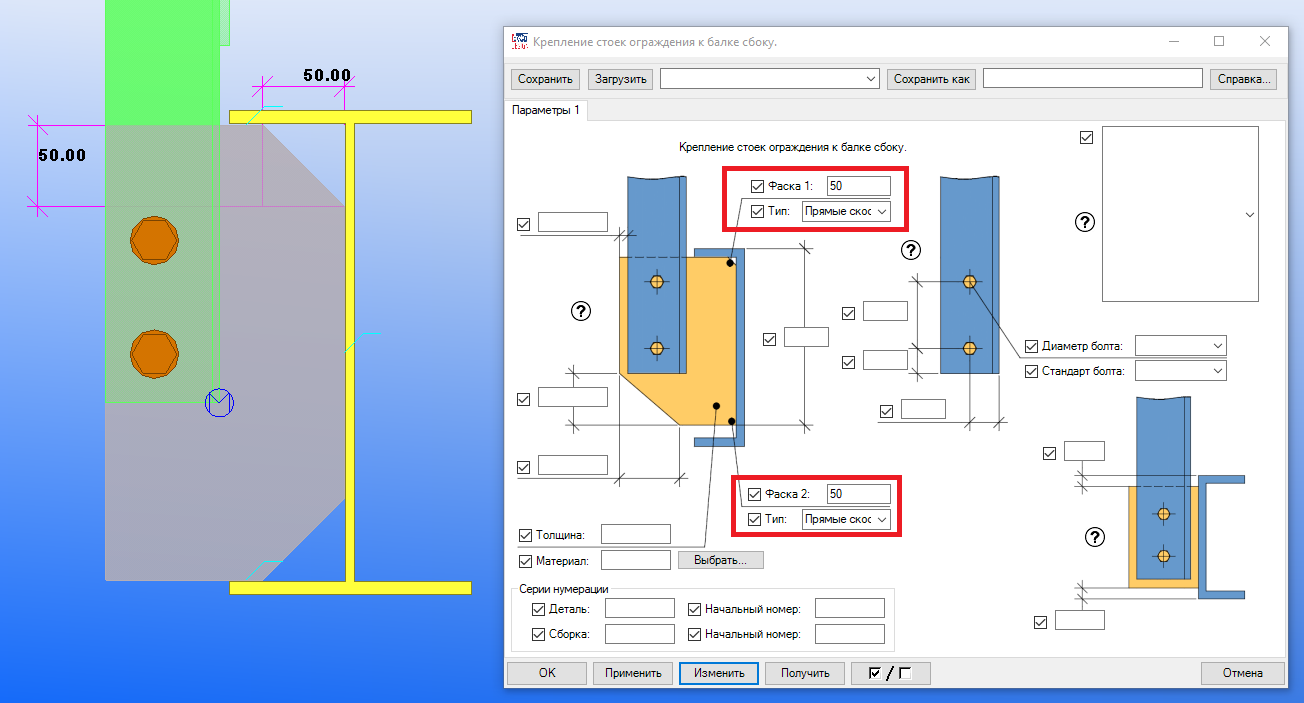 50.00
50.00
Крепление стоек ограждения к балке сбоку.
Сохранить
Загрузить
Сохранить как
Справка...
Параметры 1
Крепление стоек ограждения к балке сбоку.
Фаска 1: 50
Тип: Прямые скос
?
?
?
Диаметр болта:
Стандарт болта:
Фаска 2: 50
Тип: Прямые скос
?
Толщина:
Материал:
Выбрать...
Серии нумерации
Деталь:
Начальный номер:
Сборка:
Начальный номер:
OK
Применить
Изменить
Получить
/
Отмена